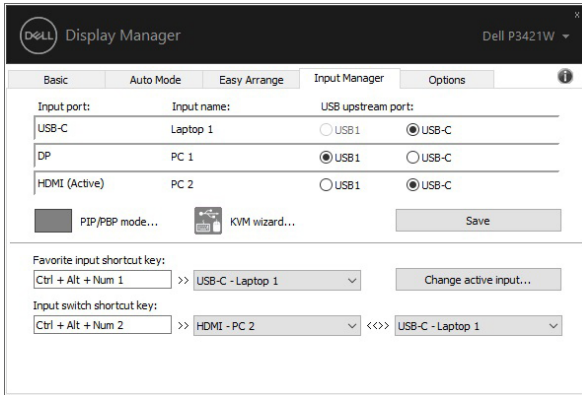 DELL Display Manager Dell P3421W
Basic Auto Mode Easy Arrange Input Manager Options
Input port: Input name: USB upstream port:
USB-C Laptop 1 USB1 USB-C
DP PC 1 USB1 USB-C
HDMI (Active) PC 2 USB1 USB-C
PIP/PBP mode... KVM wizard... Save
Favorite input shortcut key:
Ctrl + Alt + Num 1 >> USB-C - Laptop 1 Change active input...
Input switch shortcut key:
Ctrl + Alt + Num 2 >> HDMI - PC 2 <<>> USB-C - Laptop 1